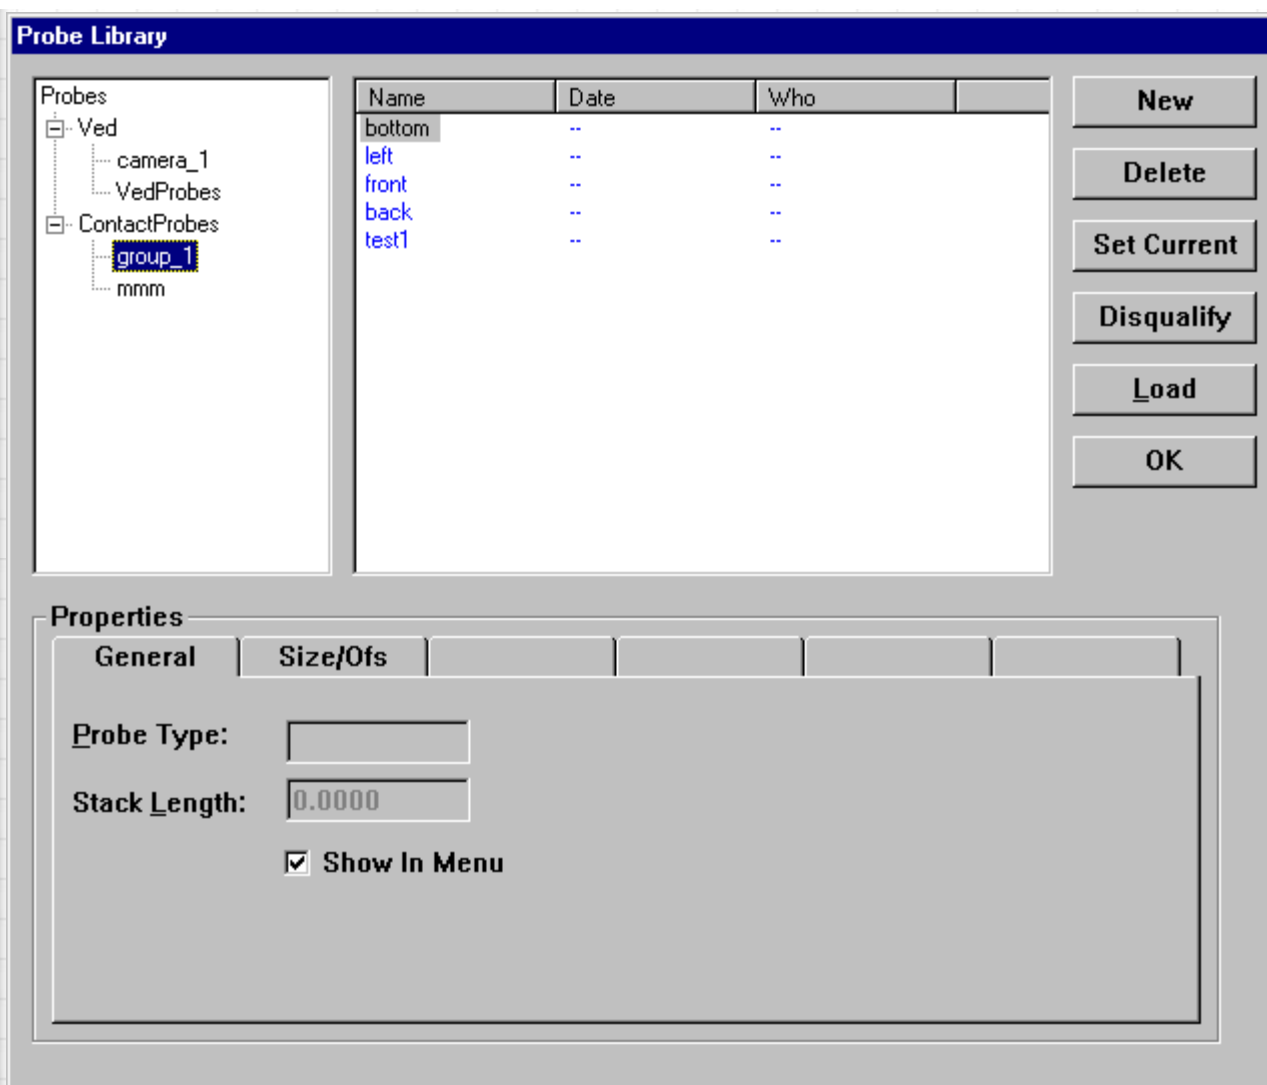 Probe Library
Probes
Ved
camera_1
VedProbes
ContactProbes
group_1
mmm
Name Date Who
bottom -- --
left -- --
front -- --
back -- --
test1 -- --
New
Delete
Set Current
Disqualify
Load
OK
Properties
General Size/Ofs
Probe Type:
Stack Length: 0.0000
Show In Menu